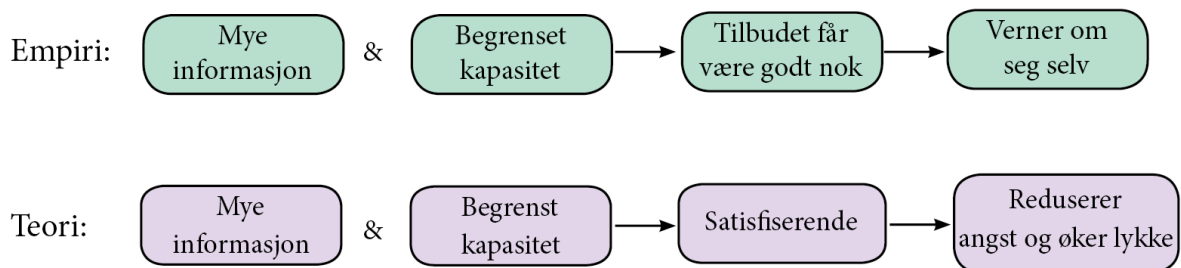 Empiri:
Mye
informasjon
&
Begrenset
kapasitet
Tilbudet får
være godt nok
Verner om
seg selv
Teori:
Mye
informasjon
&
Begrenst
kapasitet
Satisfiserende
Reduserer
angst og øker lykke